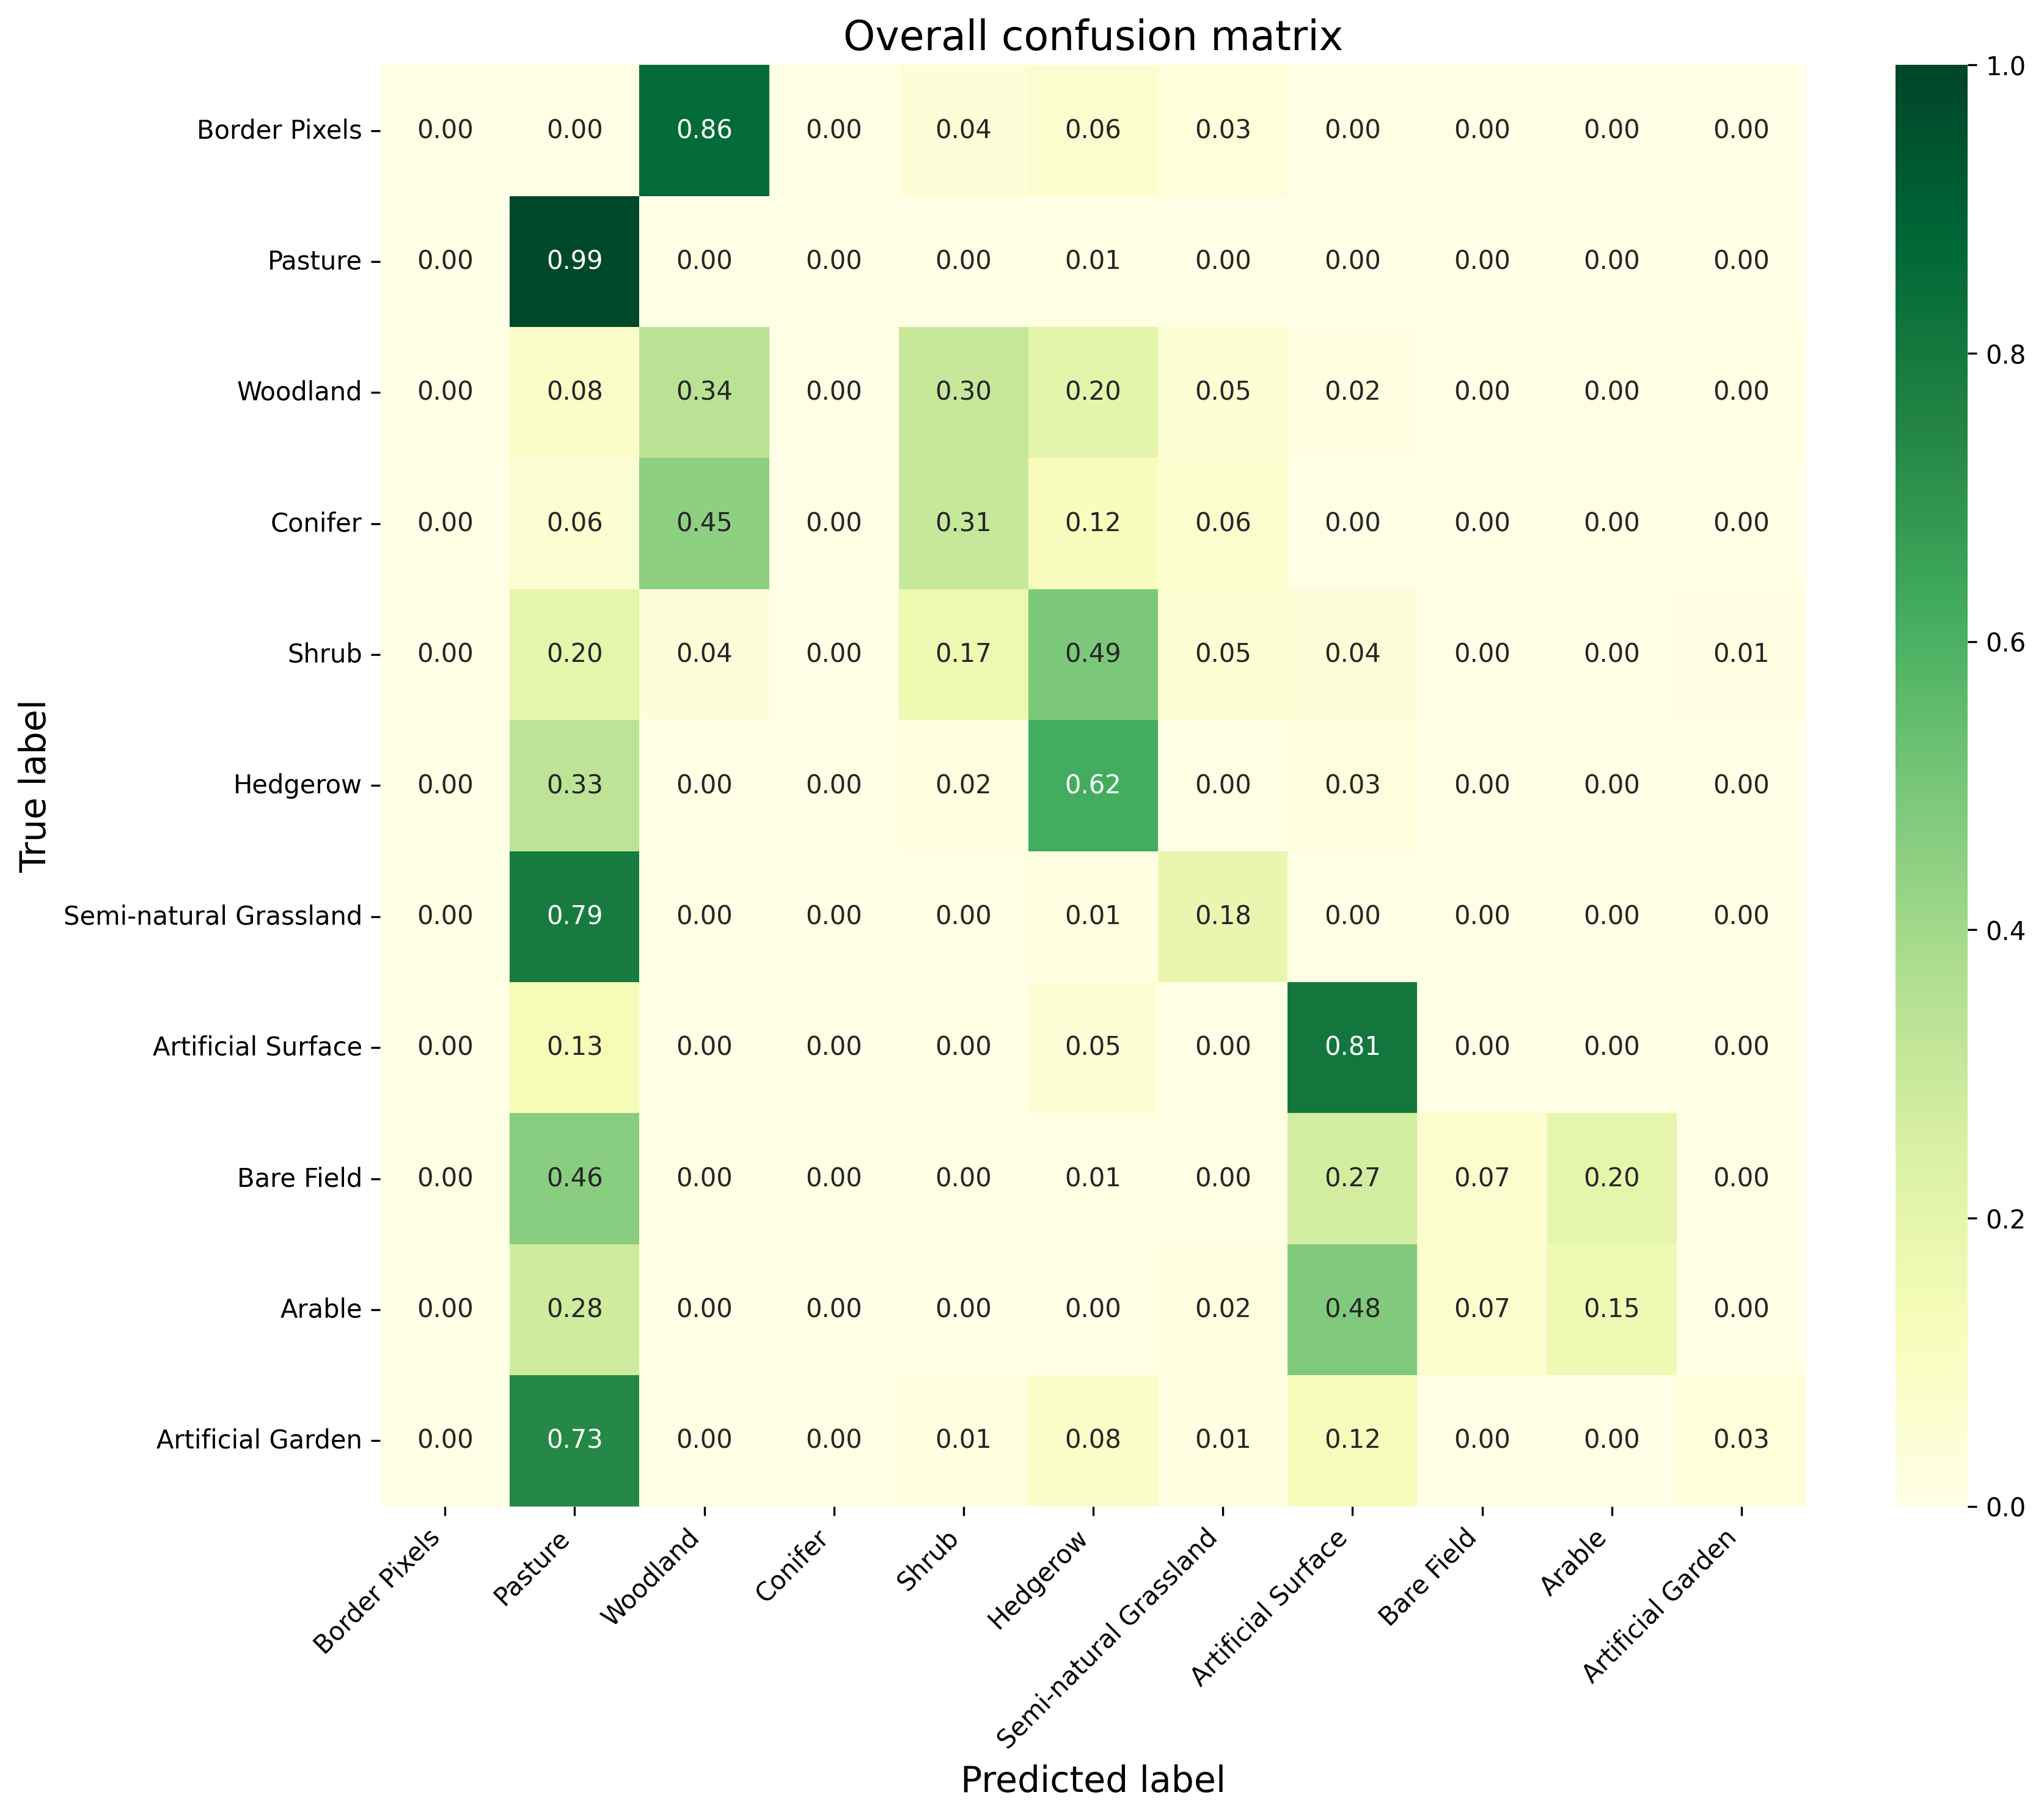 Overall confusion matrix
1.0
Border Pixels 0.00 0.00 0.86 0.00 0.04 0.06 0.03 0.00 0.00 0.00 0.00
Pasture 0.00 0.99 0.00 0.00 0.00 0.01 0.00 0.00 0.00 0.00 0.00
0.8
Woodland 0.00 0.08 0.34 0.00 0.30 0.20 0.05 0.02 0.00 0.00 0.00
Conifer 0.00 0.06 0.45 0.00 0.31 0.12 0.06 0.00 0.00 0.00 0.00
0.6
Shrub 0.00 0.20 0.04 0.00 0.17 0.49 0.05 0.04 0.00 0.00 0.01
True label
Hedgerow 0.00 0.33 0.00 0.00 0.02 0.62 0.00 0.03 0.00 0.00 0.00
Semi-natural Grassland 0.00 0.79 0.00 0.00 0.00 0.01 0.18 0.00 0.00 0.00 0.00
0.4
Artificial Surface 0.00 0.13 0.00 0.00 0.00 0.05 0.00 0.81 0.00 0.00 0.00
Bare Field 0.00 0.46 0.00 0.00 0.00 0.01 0.00 0.27 0.07 0.20 0.00
0.2
Arable 0.00 0.28 0.00 0.00 0.00 0.00 0.02 0.48 0.07 0.15 0.00
Artificial Garden 0.00 0.73 0.00 0.00 0.01 0.08 0.01 0.12 0.00 0.00 0.03
0.0
Border Pixels
Pasture
Woodland
Conifer
Shrub
Hedgerow
Semi-natural Grassland
Artificial Surface
Bare Field
Arable
Artificial Garden
Predicted label